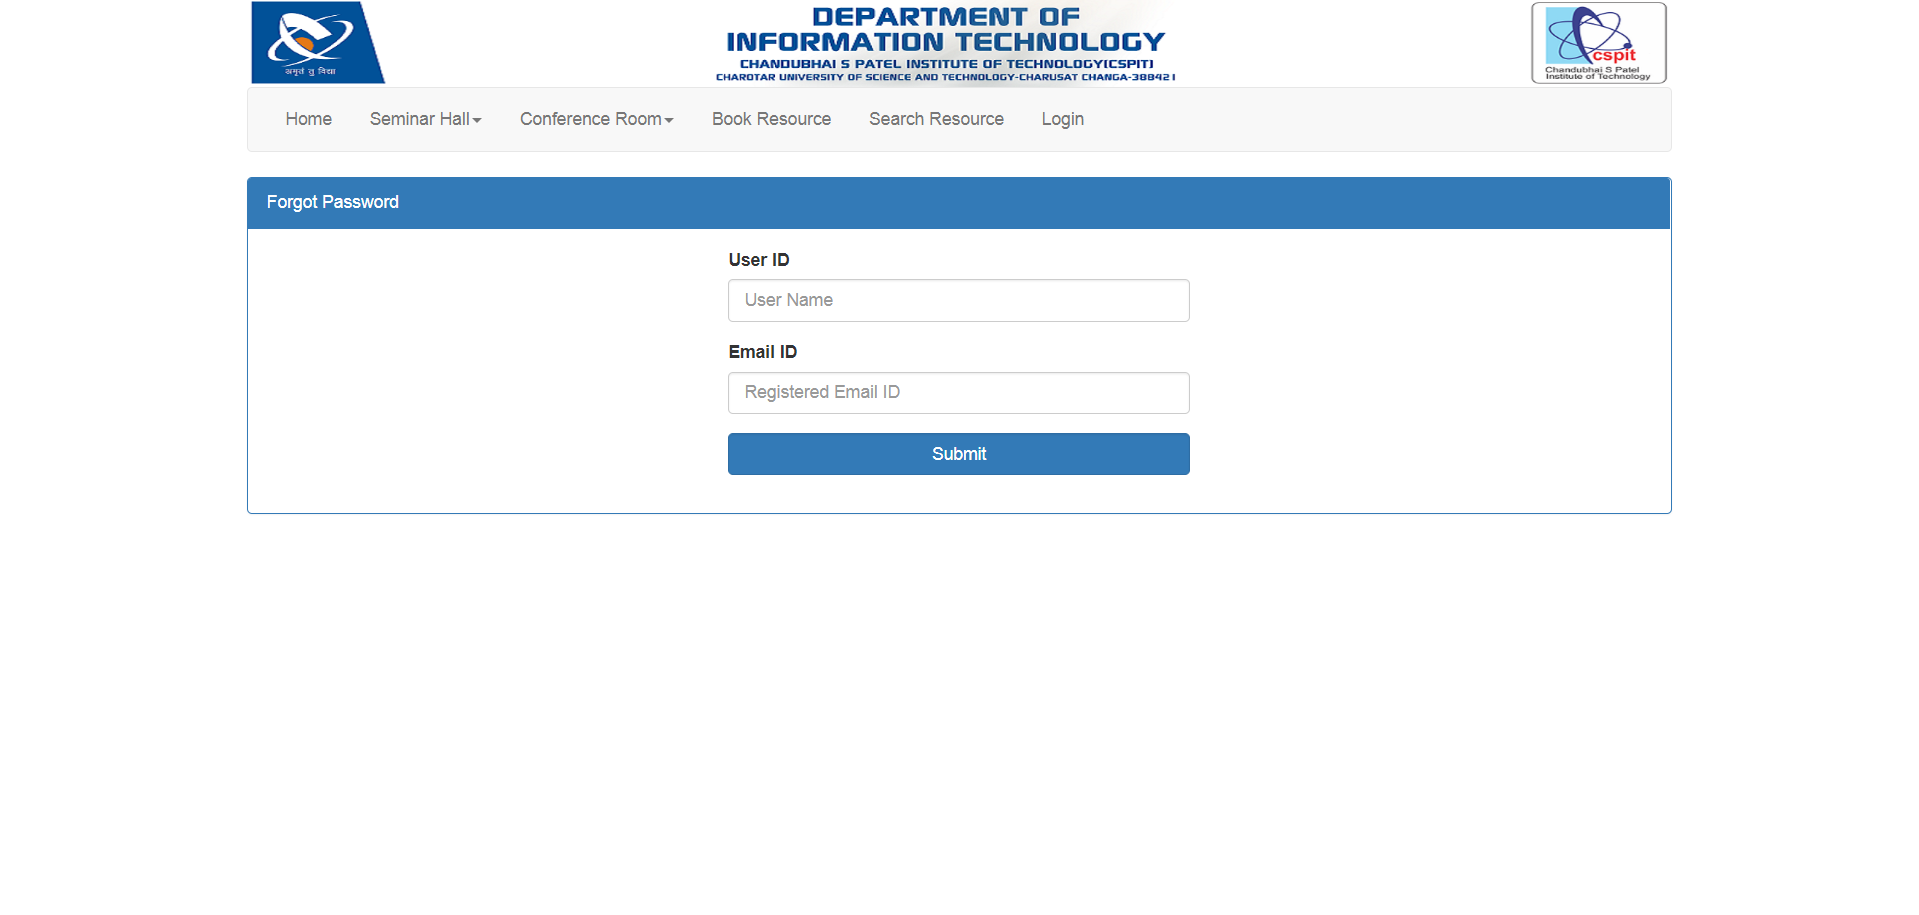 अमृतं तु विद्या
DEPARTMENT OF
INFORMATION TECHNOLOGY
CHANDUBHAI S PATEL INSTITUTE OF TECHNOLOGY(CSPIT)
CHAROTAR UNIVERSITY OF SCIENCE AND TECHNOLOGY-CHARUSAT CHANGA-388421
cspit
Chandubhai S Patel
Institute of Technology
Home Seminar Hall Conference Room Book Resource Search Resource Login
Forgot Password
User ID
User Name
Email ID
Registered Email ID
Submit